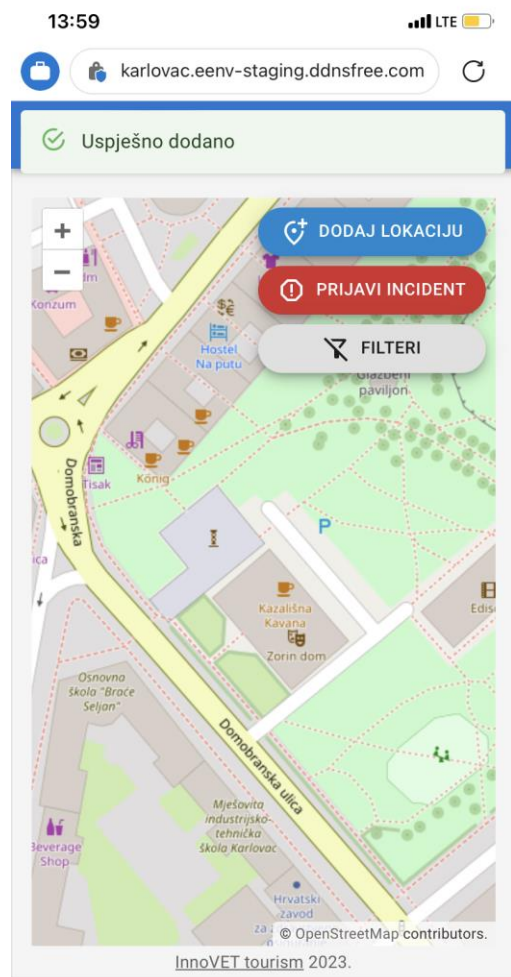 13:59
LTE
karlovac.eenv-staging.ddnsfree.com
Uspješno dodano
+
−
DODAJ LOKACIJU
PRIJAVI INCIDENT
FILTERI
dm
Konzum
Hostel
Na putu
Glazbeni
paviljon
Tisak
König
Domobranska
P
Kazališna
Kavana
Zorin dom
Osnovna
škola "Braće
Seljan"
Domobranska ulica
Mješovita
industrijsko-
tehnička
škola Karlovac
Beverage
Shop
Hrvatski
zavod
© OpenStreetMap contributors.
InnoVET tourism 2023.